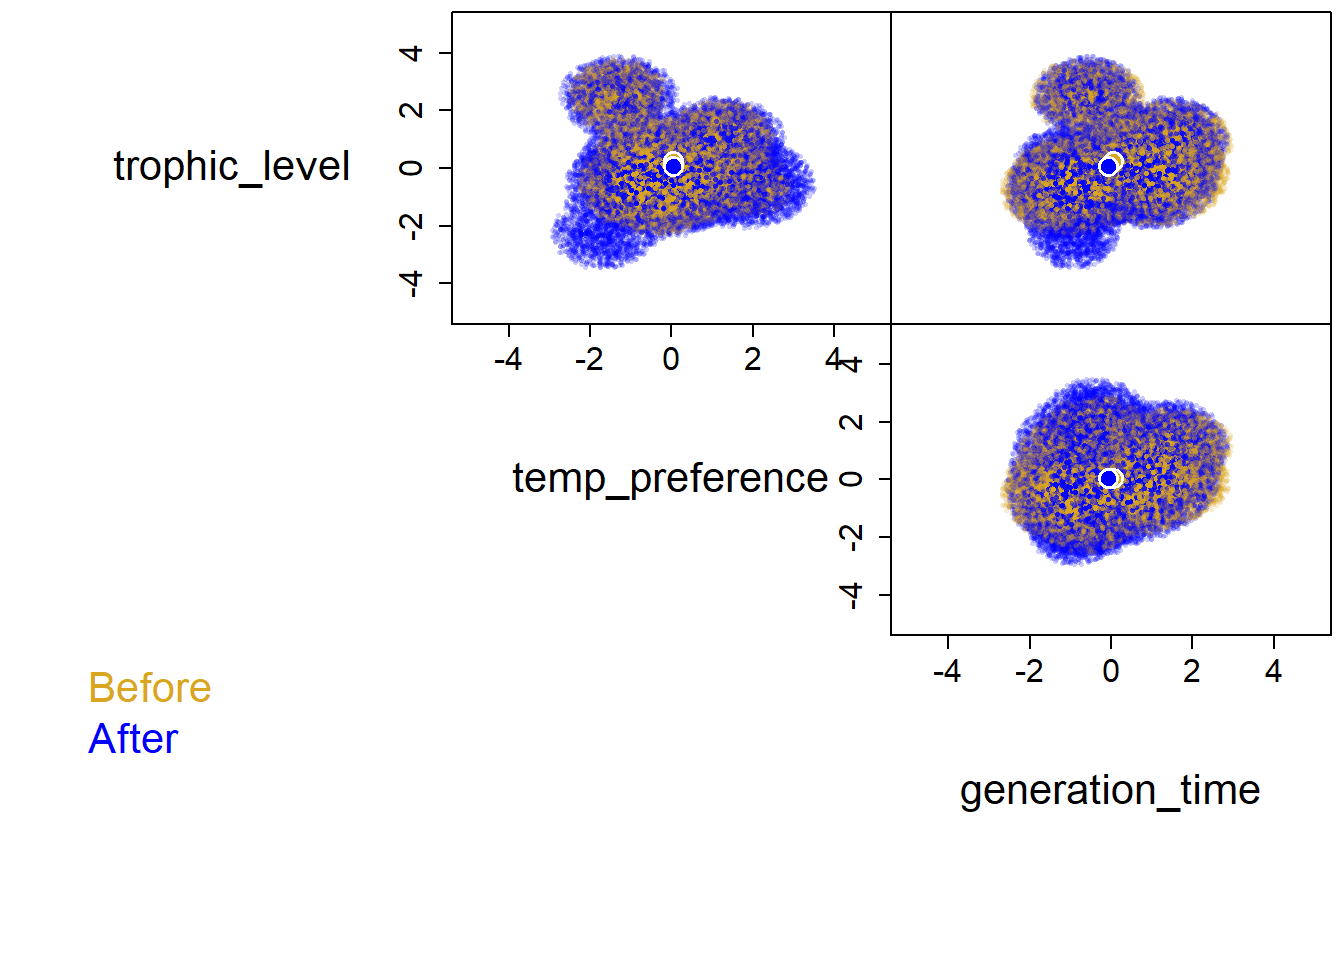 trophic_level
4
2
0
-2
-4
-4 -2 0 2 4
temp_preference
4
2
0
-2
-4
-4 -2 0 2 4
generation_time
Before
After